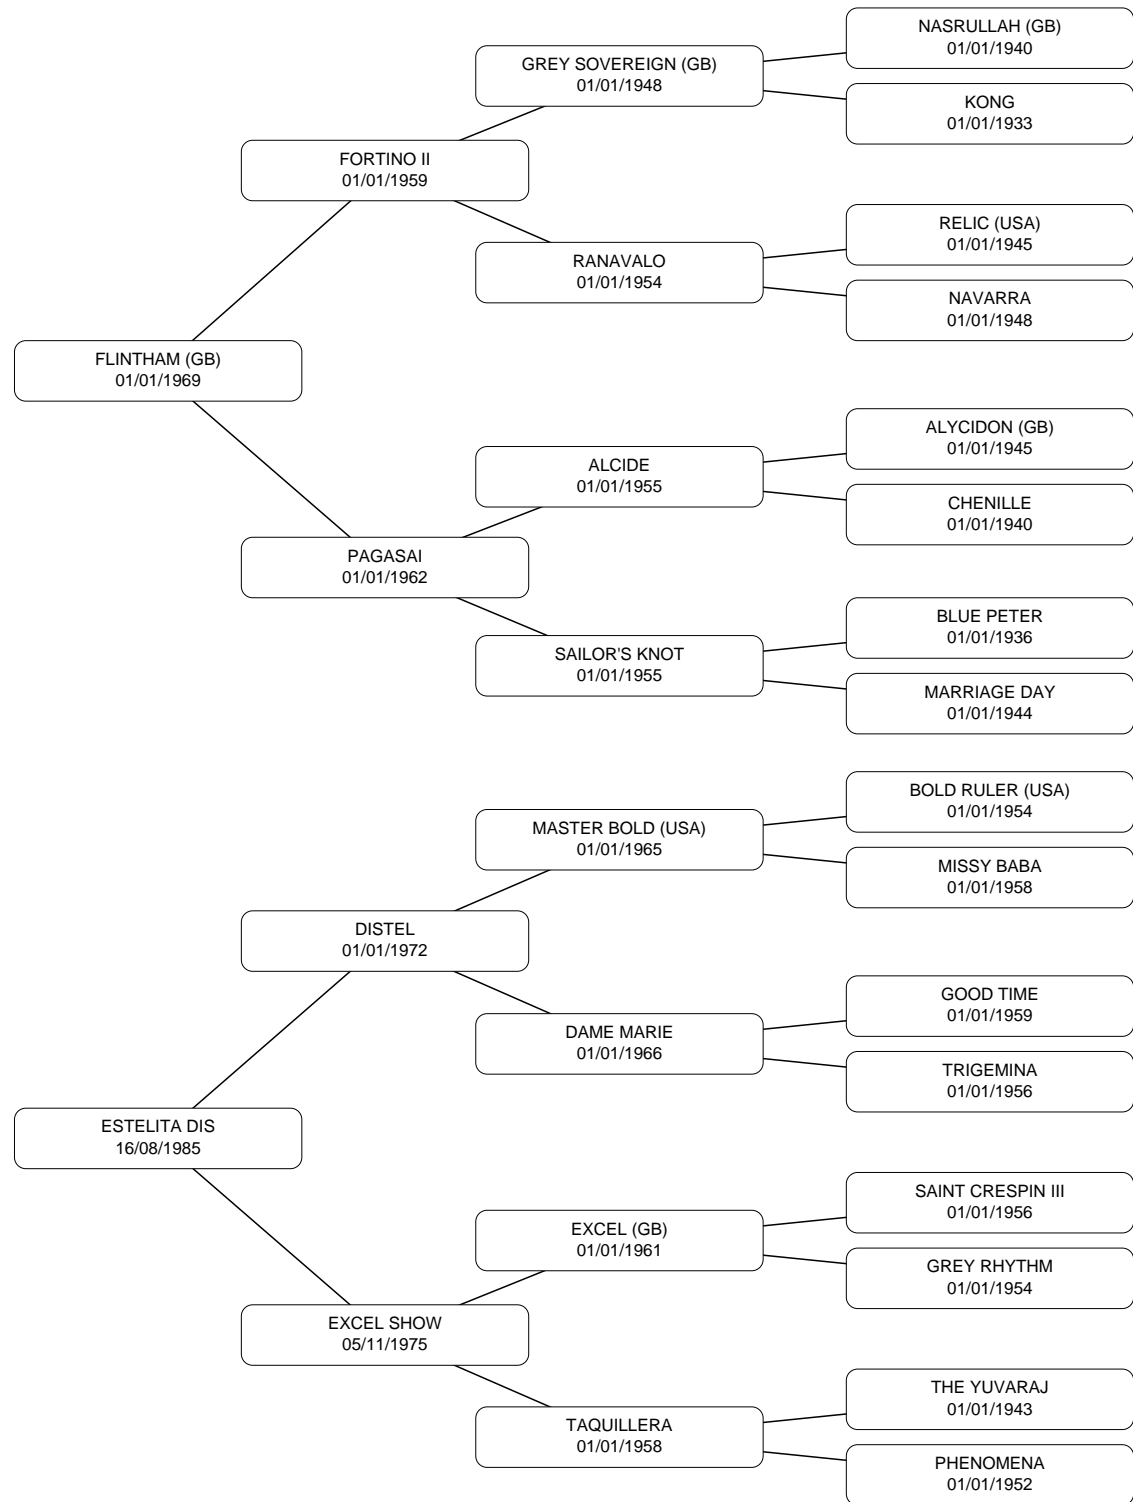 NASRULLAH (GB)
01/01/1940
GREY SOVEREIGN (GB)
01/01/1948
KONG
01/01/1933
FORTINO II
01/01/1959
RELIC (USA)
01/01/1945
RANAVALO
01/01/1954
NAVARRA
01/01/1948
FLINTHAM (GB)
01/01/1969
ALYCIDON (GB)
01/01/1945
ALCIDE
01/01/1955
CHENILLE
01/01/1940
PAGASAI
01/01/1962
BLUE PETER
01/01/1936
SAILOR'S KNOT
01/01/1955
MARRIAGE DAY
01/01/1944
BOLD RULER (USA)
01/01/1954
MASTER BOLD (USA)
01/01/1965
MISSY BABA
01/01/1958
DISTEL
01/01/1972
GOOD TIME
01/01/1959
DAME MARIE
01/01/1966
TRIGEMINA
01/01/1956
ESTELITA DIS
16/08/1985
SAINT CRESPIN III
01/01/1956
EXCEL (GB)
01/01/1961
GREY RHYTHM
01/01/1954
EXCEL SHOW
05/11/1975
THE YUVARAJ
01/01/1943
TAQUILLERA
01/01/1958
PHENOMENA
01/01/1952